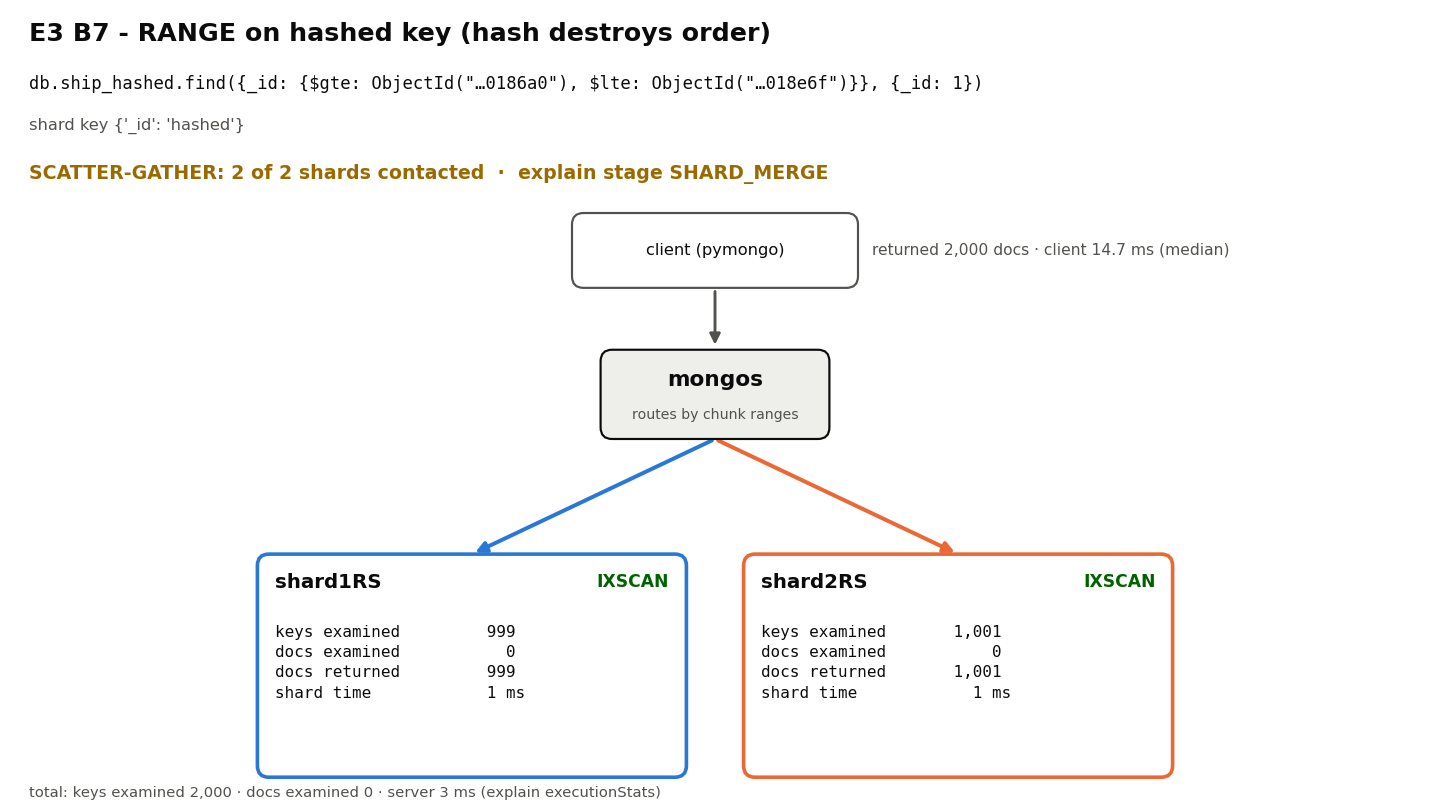 E3 B7 - RANGE on hashed key (hash destroys order)
db.ship_hashed.find({_id: {$gte: ObjectId("…0186a0"), $lte: ObjectId("…018e6f")}}, {_id: 1})
shard key {'_id': 'hashed'}
SCATTER-GATHER: 2 of 2 shards contacted · explain stage SHARD_MERGE
client (pymongo)
returned 2,000 docs · client 14.7 ms (median)
mongos
routes by chunk ranges
shard1RS IXSCAN
keys examined 999
docs examined 0
docs returned 999
shard time 1 ms
shard2RS IXSCAN
keys examined 1,001
docs examined 0
docs returned 1,001
shard time 1 ms
total: keys examined 2,000 · docs examined 0 · server 3 ms (explain executionStats)